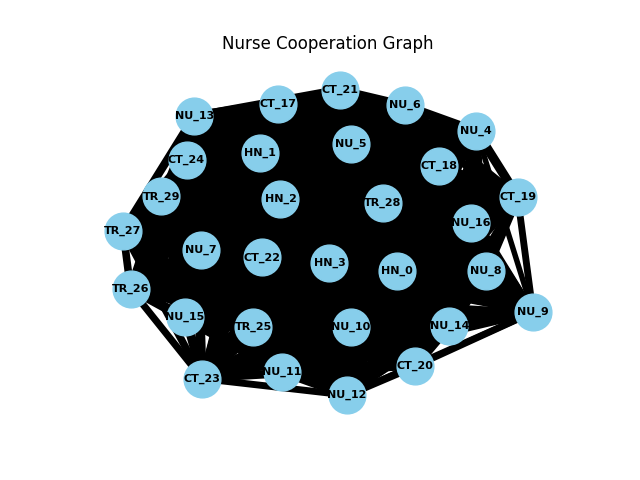 Nurse Cooperation Graph
CT_21
CT_17
NU_6
NU_13
NU_4
NU_5
HN_1
CT_24
CT_18
TR_29
CT_19
HN_2
TR_28
NU_16
TR_27
NU_7
CT_22
HN_3
HN_0
NU_8
TR_26
NU_9
NU_15
TR_25
NU_10
NU_14
CT_20
NU_11
CT_23
NU_12